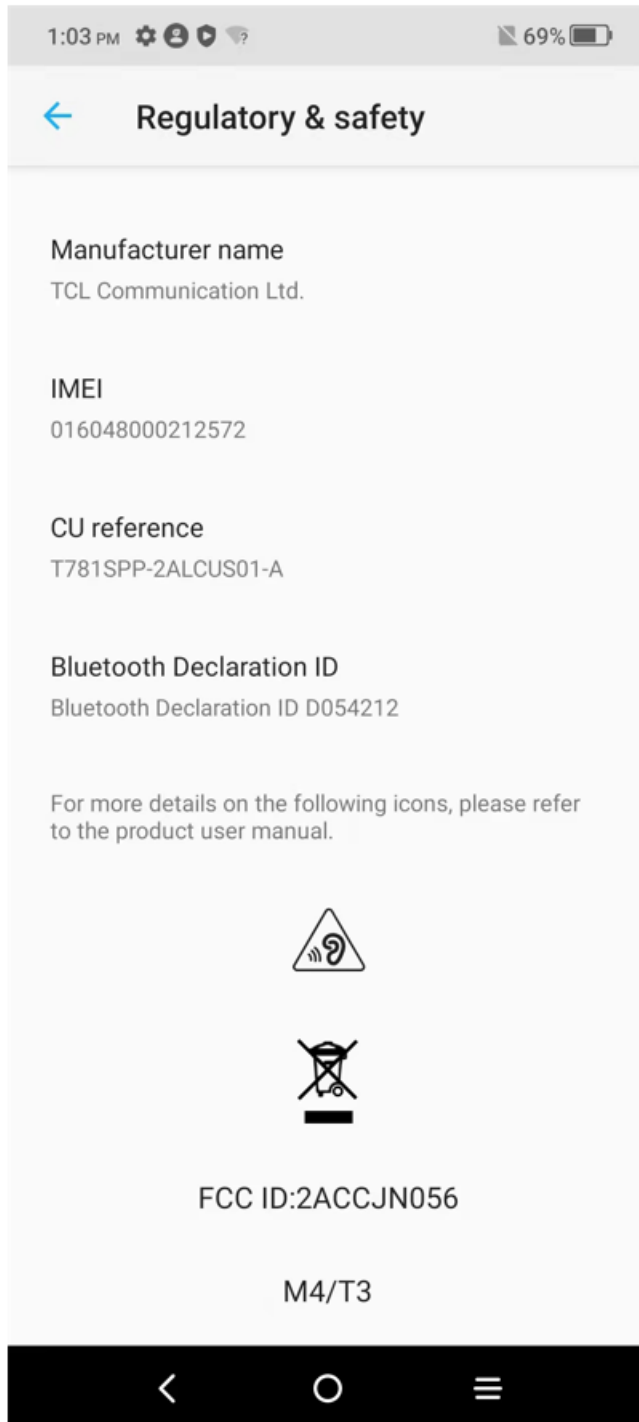 1:03 PM ? 69%
Regulatory & safety
Manufacturer name
TCL Communication Ltd.
IMEI
016048000212572
CU reference
T781SPP-2ALCUS01-A
Bluetooth Declaration ID
Bluetooth Declaration ID D054212
For more details on the following icons, please refer
to the product user manual.
FCC ID:2ACCJN056
M4/T3